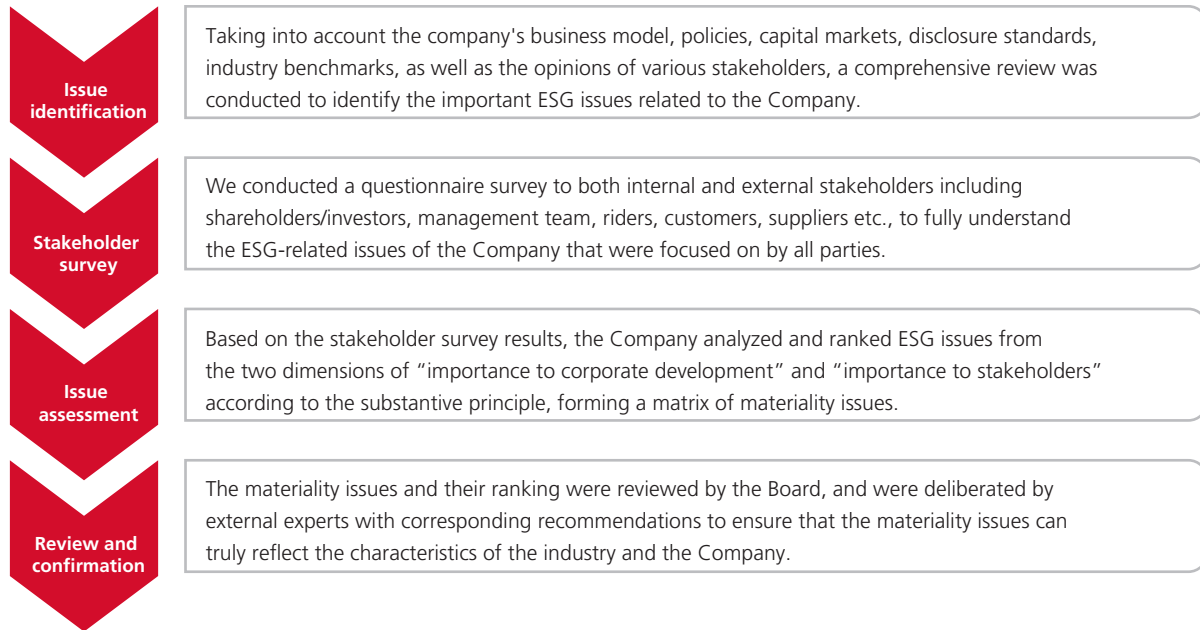 Issue
identification
Taking into account the company's business model, policies, capital markets, disclosure standards,
industry benchmarks, as well as the opinions of various stakeholders, a comprehensive review was
conducted to identify the important ESG issues related to the Company.
Stakeholder
survey
We conducted a questionnaire survey to both internal and external stakeholders including
shareholders/investors, management team, riders, customers, suppliers etc., to fully understand
the ESG-related issues of the Company that were focused on by all parties.
Issue
assessment
Based on the stakeholder survey results, the Company analyzed and ranked ESG issues from
the two dimensions of “importance to corporate development” and “importance to stakeholders”
according to the substantive principle, forming a matrix of materiality issues.
Review and
confirmation
The materiality issues and their ranking were reviewed by the Board, and were deliberated by
external experts with corresponding recommendations to ensure that the materiality issues can
truly reflect the characteristics of the industry and the Company.